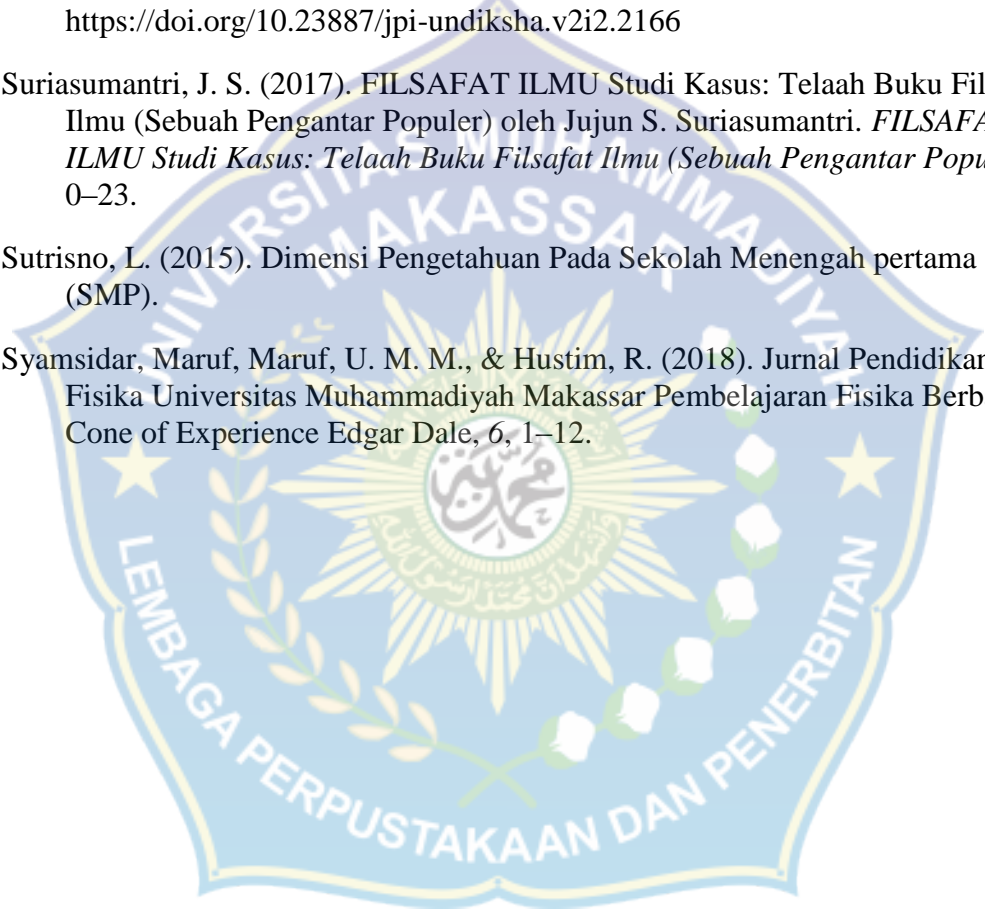 https://doi.org/10.23887/jpi-undiksha.v2i2.2166
Suriasumantri, J. S. (2017). FILSAFAT ILMU Studi Kasus: Telaah Buku Fil
Ilmu (Sebuah Pengantar Populer) oleh Jujun S. Suriasumantri. FILSAFA
ILMU Studi Kasus: Telaah Buku Filsafat Ilmu (Sebuah Pengantar Popu
0–23.
Sutrisno, L. (2015). Dimensi Pengetahuan Pada Sekolah Menengah pertama
(SMP).
Syamsidar, Maruf, Maruf, U. M. M., & Hustim, R. (2018). Jurnal Pendidikan
Fisika Universitas Muhammadiyah Makassar Pembelajaran Fisika Berb
Cone of Experience Edgar Dale, 6, 1–12.
UNIVERSITAS MUHAMMADIYAH
MAKASSAR
LEMBAGA PERPUSTAKAAN DAN PENERBITAN